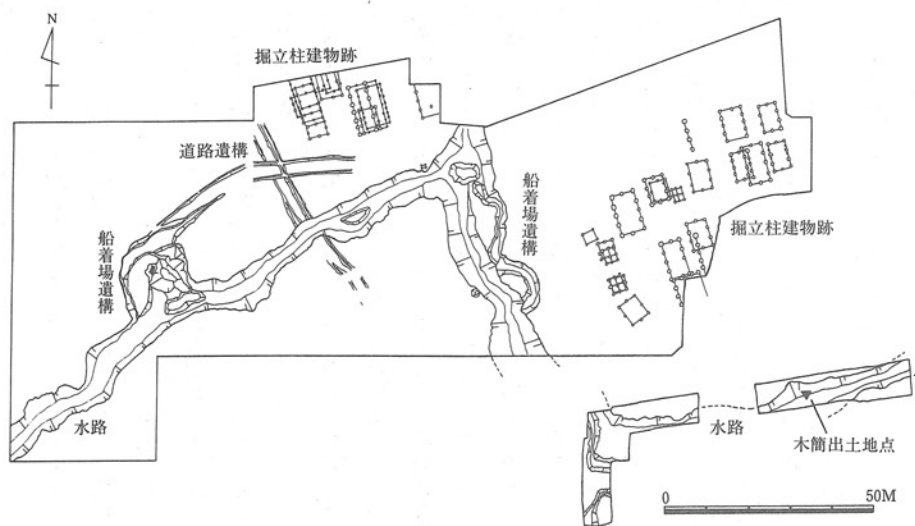 N
掘立柱建物跡
道路遺構
船着場遺構
船着場遺構
掘立柱建物跡
水路
水路
木簡出土地点
0 50M